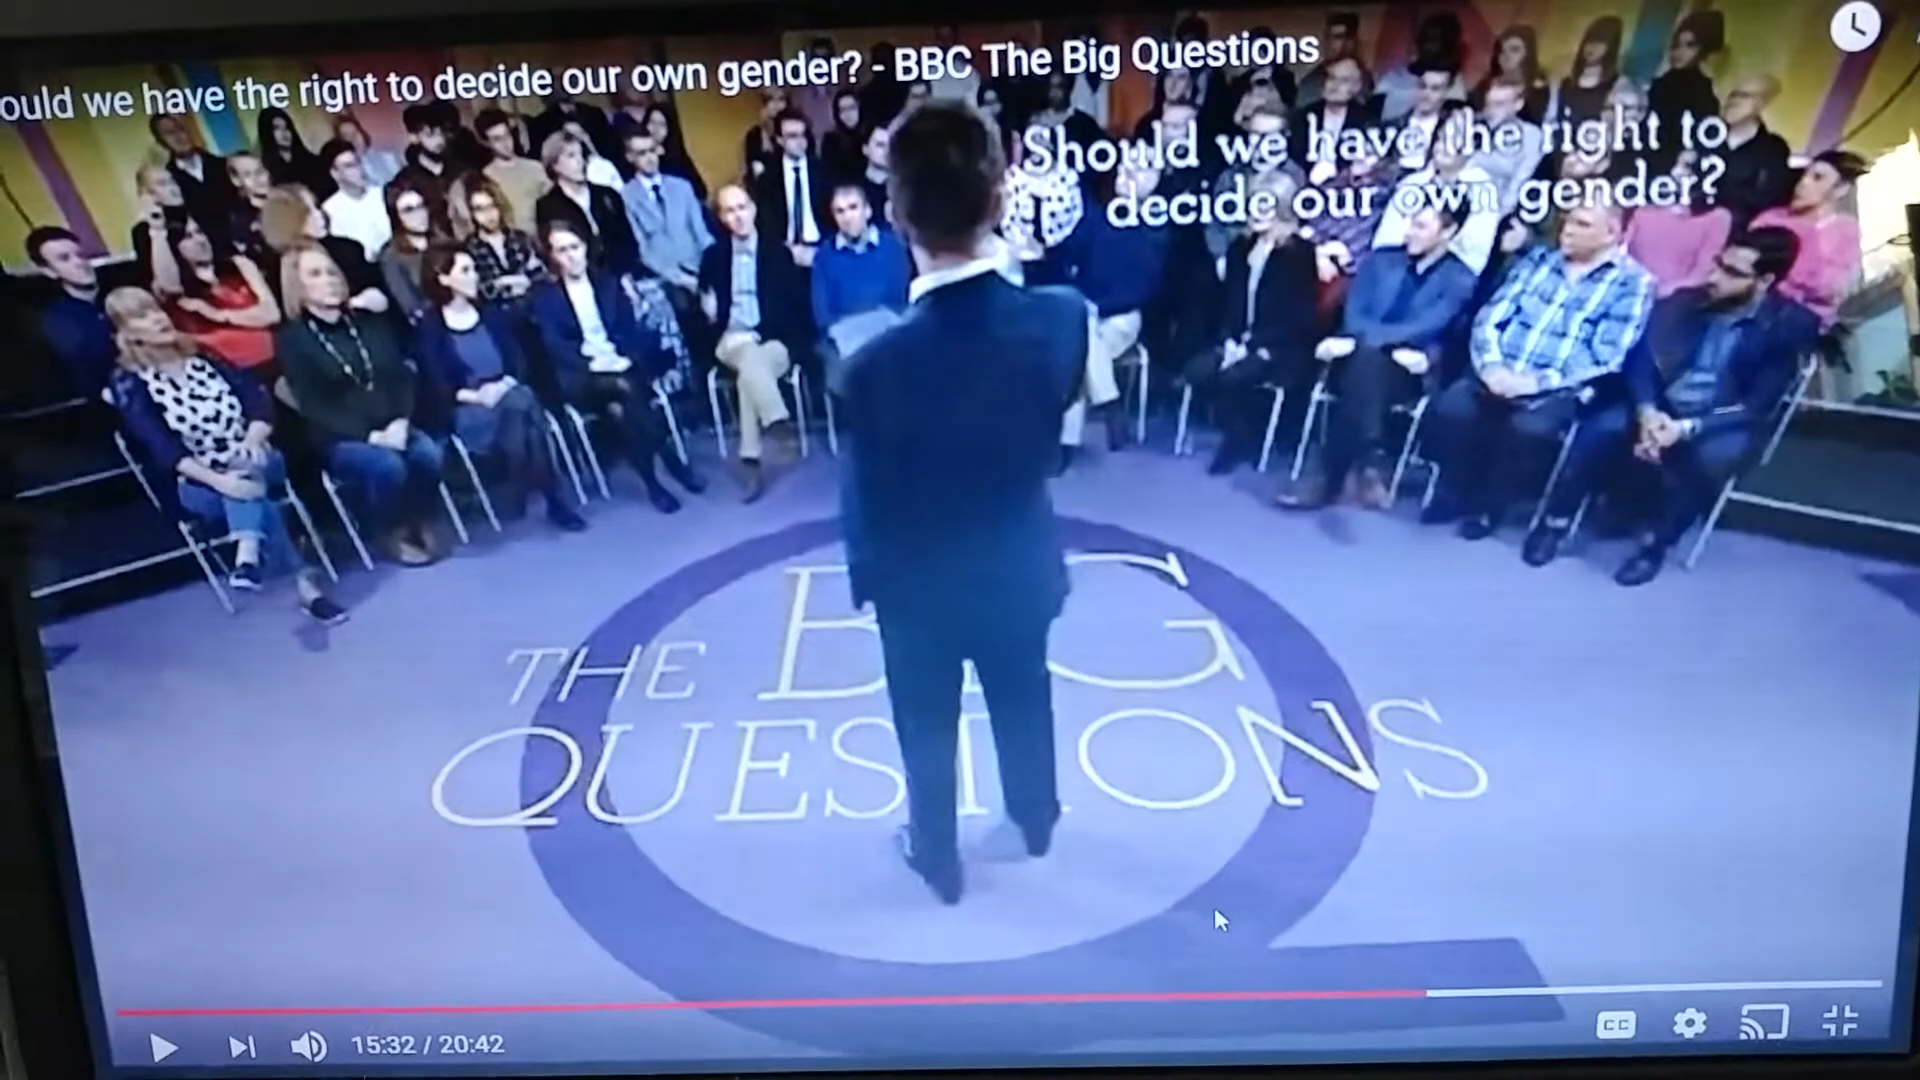 ould we have the right to decide our own gender? - BBC The Big Questions
Should we have the right to
decide our own gender?
THE BIG
QUESTIONS
15:32 / 20:42
CC